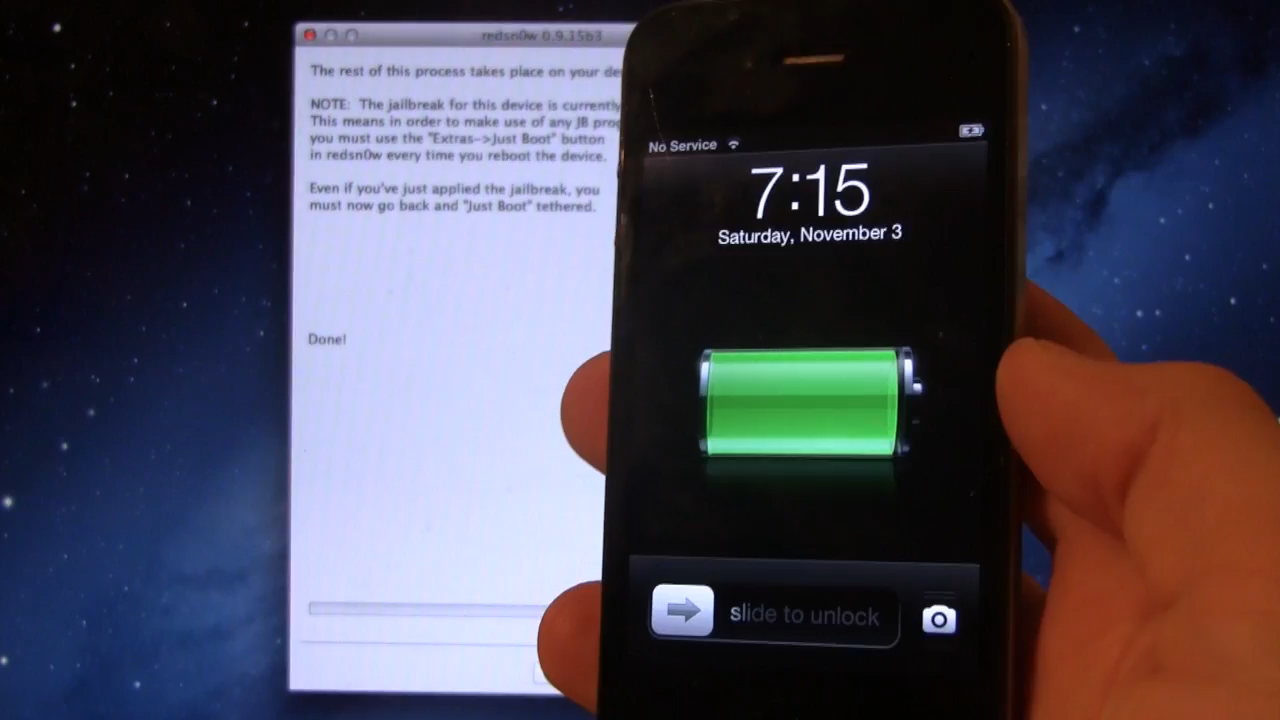 redsn0w 0.9.15b3
The rest of this process takes place on your
NOTE: The jailbreak for this device is currently
This means in order to make use of any JB
you must use the "Extras->Just Boot" button
in redsn0w every time you reboot the device.
Even if you've just applied the jailbreak, you
must now go back and "Just Boot" tethered.
Done!
No Service
7:15
Saturday, November 3
slide to unlock